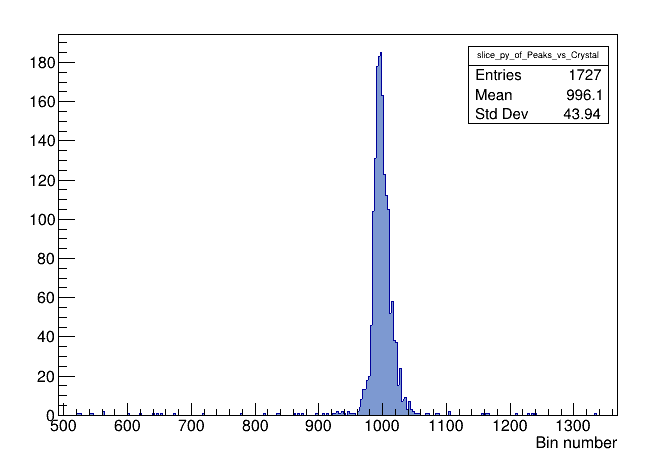 slice_py_of_Peaks_vs_Crystal
Entries 1727
Mean 996.1
Std Dev 43.94
180
160
140
120
100
80
60
40
20
0
500 600 700 800 900 1000 1100 1200 1300
Bin number